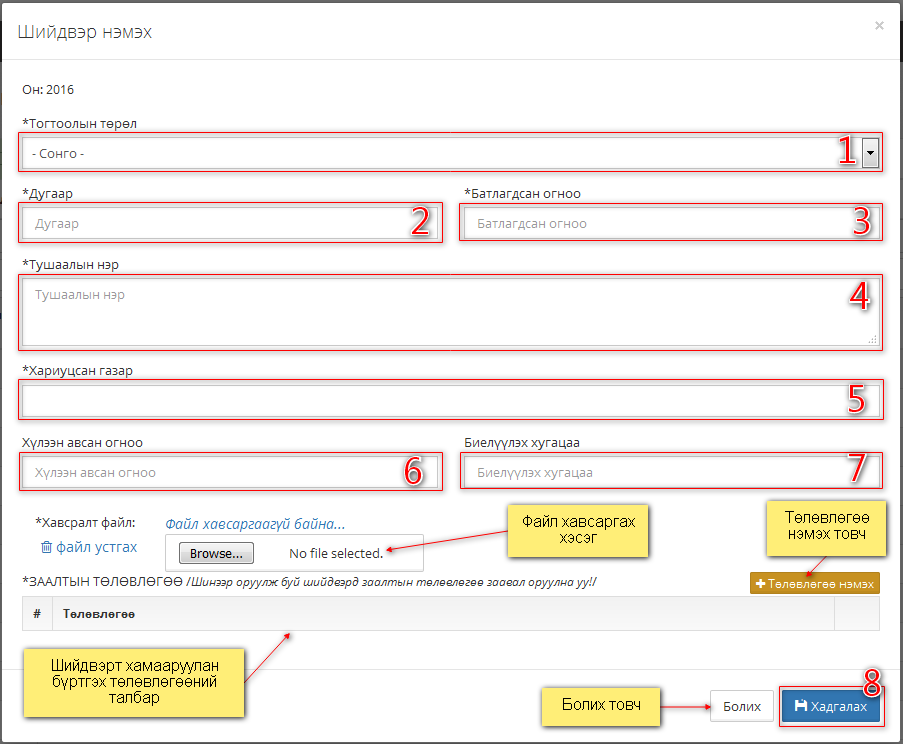 Шийдвэр нэмэх
×
Он: 2016
*Тогтоолын төрөл
- Сонго -
1
*Дугаар
*Батлагдсан огноо
Дугаар
2
Батлагдсан огноо
3
*Тушаалын нэр
Тушаалын нэр
4
*Хариуцсан газар
5
Хүлээн авсан огноо
Биелүүлэх хугацаа
Хүлээн авсан огноо
6
Биелүүлэх хугацаа
7
*Хавсралт файл:
Файл хавсаргаагүй байна...
файл устгах
Browse...
No file selected.
Файл хавсаргах
хэсэг
Төлөвлөгөө
нэмэх товч
*ЗААЛТЫН ТӨЛӨВЛӨГӨӨ /Шинээр оруулж буй шийдвэрд заалтын төлөвлөгөө заавал оруулна уу!/
Төлөвлөгөө нэмэх
#
Төлөвлөгөө
Шийдвэрт хамааруулан
бүртгэх төлөвлөгөөний
талбар
Болих товч
Болих
Хадгалах
8